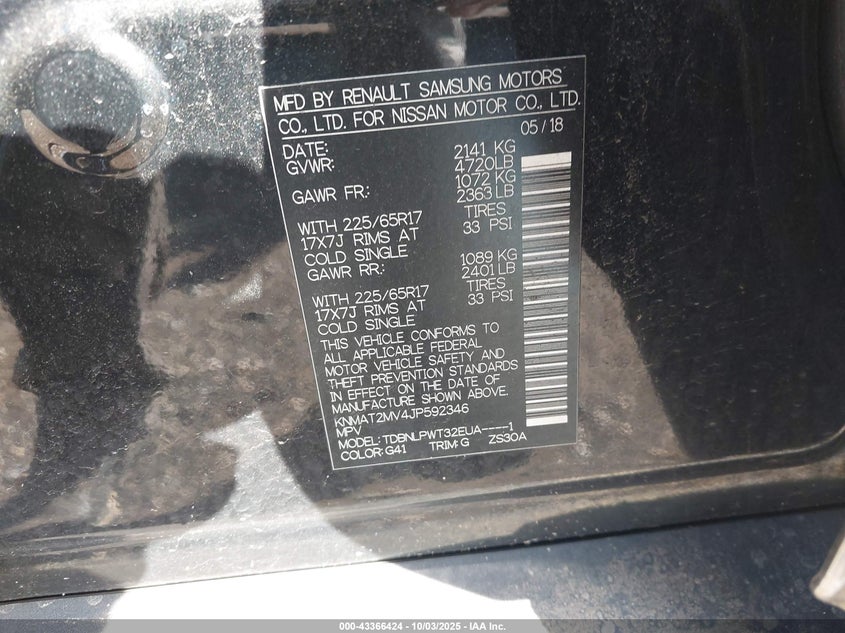 MFD BY RENAULT SAMSUNG MOTORS
CO., LTD. FOR NISSAN MOTOR CO., LTD.
DATE: 05/18
GVWR: 2141 KG
4720LB
GAWR FR.: 1072 KG
2363 LB
WITH 225/65R17 TIRES
17X7J RIMS AT 33 PSI
COLD SINGLE
GAWR RR.: 1089 KG
2401LB
WITH 225/65R17 TIRES
17X7J RIMS AT 33 PSI
COLD SINGLE
THIS VEHICLE CONFORMS TO
ALL APPLICABLE FEDERAL
MOTOR VEHICLE SAFETY AND
THEFT PREVENTION STANDARDS
IN EFFECT ON THE DATE OF
MANUFACTURE SHOWN ABOVE.
KNMAT2MV4JP592346
MPV
MODEL: TDBNLPWT32EUA----1
COLOR: G41 TRIM: G ZS30A
000-43366424 - 10/03/2025 - IAA Inc.